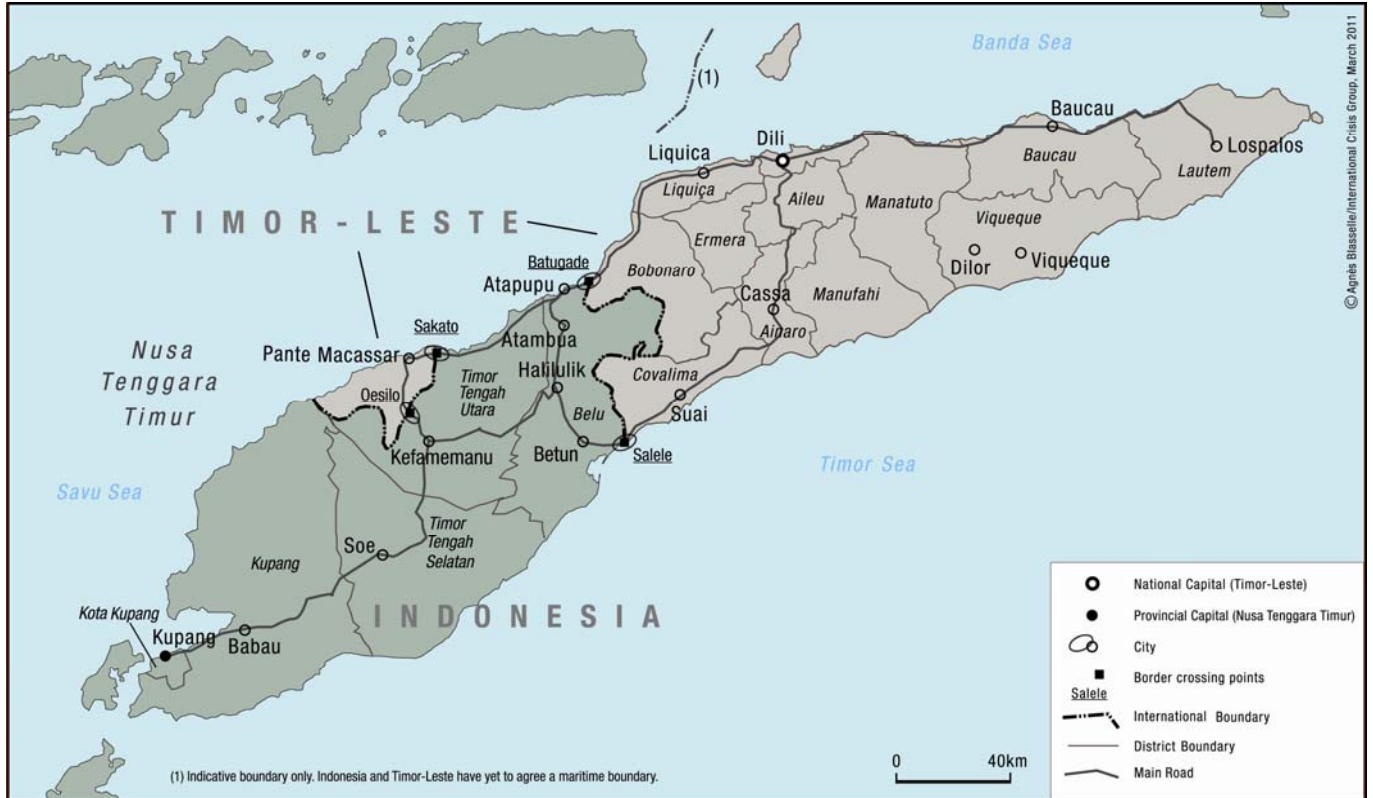 Banda Sea
© Agnès Blasselle/International Crisis Group, March 2011
(1)
Baucau
Dili
Lospalos
Liquica
Baucau
Lautem
Liquiça
Aileu
Manatuto
TIMOR-LESTE
Viqueque
Ermera
Dilor
Viqueque
Batugade
Bobonaro
Atapupu
Cassa
Manufahi
Sakato
Ainaro
Nusa
Tenggara
Timur
Pante Macassar
Atambua
Halilulik
Timor
Tengah
Utara
Covalima
Oesilo
Belu
Suai
Kefamemanu
Betun
Salele
Timor Sea
Savu Sea
Timor
Tengah
Selatan
Soe
Kupang
INDONESIA
Kota Kupang
Kupang
Babau
National Capital (Timor-Leste)
Provincial Capital (Nusa Tenggara Timur)
City
Border crossing points
Salele
International Boundary
District Boundary
Main Road
0 40km
(1) Indicative boundary only. Indonesia and Timor-Leste have yet to agree a maritime boundary.